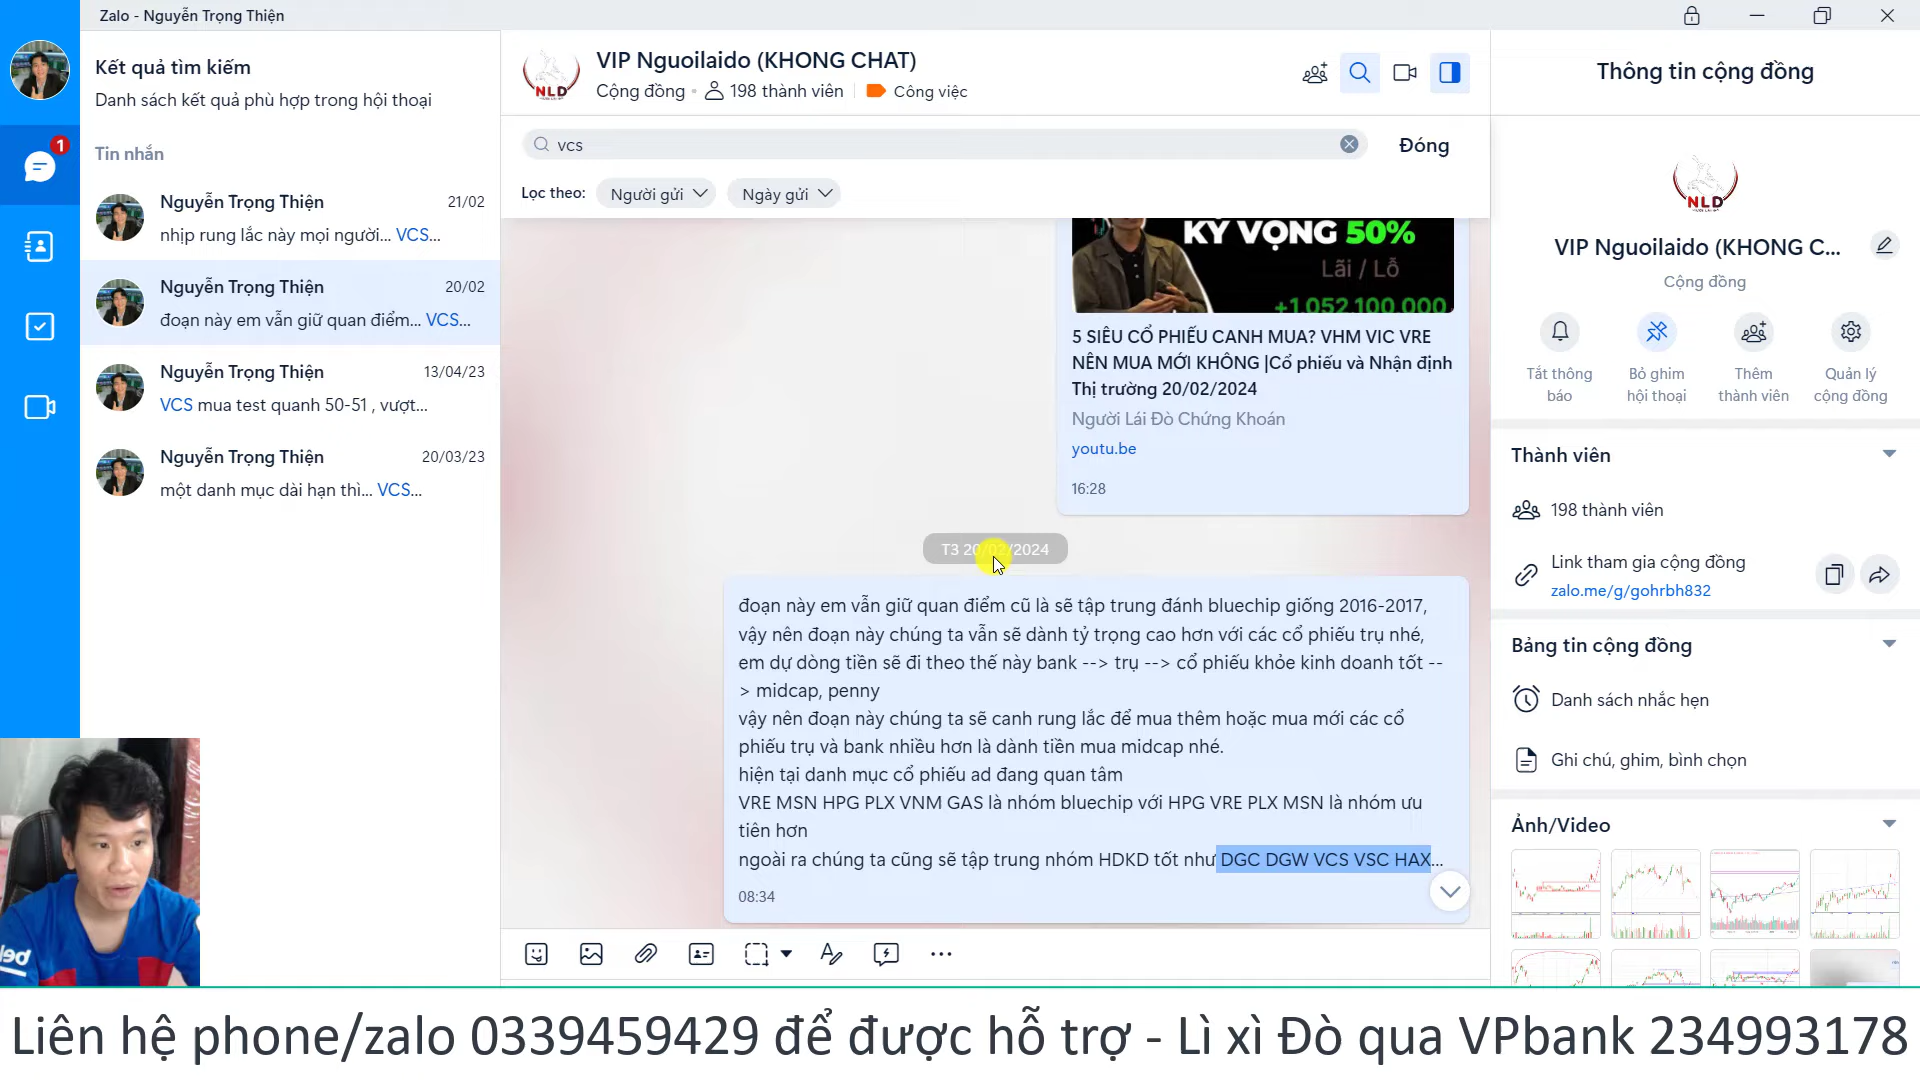 Zalo - Nguyễn Trọng Thiện
Kết quả tìm kiếm
Danh sách kết quả phù hợp trong hội thoại
Tin nhắn
1
Nguyễn Trọng Thiện
21/02
nhịp rung lắc này mọi người... VCS...
Nguyễn Trọng Thiện
20/02
đoạn này em vẫn giữ quan điểm... VCS...
Nguyễn Trọng Thiện
13/04/23
VCS mua test quanh 50-51 , vượt...
Nguyễn Trọng Thiện
20/03/23
một danh mục dài hạn thì... VCS...
NLD
VIP Nguoilaido (KHONG CHAT)
Cộng đồng
198 thành viên
Công việc
vcs
Đóng
Lọc theo:
Người gửi
Ngày gửi
KỲ VỌNG 50%
Lãi / Lỗ
+1.052.100.000
5 SIÊU CỔ PHIẾU CANH MUA? VHM VIC VRE
NÊN MUA MỚI KHÔNG |Cổ phiếu và Nhận định
Thị trường 20/02/2024
Người Lái Đò Chứng Khoán
youtu.be
16:28
T3 20/02/2024
đoạn này em vẫn giữ quan điểm cũ là sẽ tập trung đánh bluechip giống 2016-2017,
vậy nên đoạn này chúng ta vẫn sẽ dành tỷ trọng cao hơn với các cổ phiếu trụ nhé,
em dự dòng tiền sẽ đi theo thế này bank --> trụ --> cổ phiếu khỏe kinh doanh tốt --
> midcap, penny
vậy nên đoạn này chúng ta sẽ canh rung lắc để mua thêm hoặc mua mới các cổ
phiếu trụ và bank nhiều hơn là dành tiền mua midcap nhé.
hiện tại danh mục cổ phiếu ad đang quan tâm
VRE MSN HPG PLX VNM GAS là nhóm bluechip với HPG VRE PLX MSN là nhóm ưu
tiên hơn
ngoài ra chúng ta cũng sẽ tập trung nhóm HDKD tốt như DGC DGW VCS VSC HAX...
08:34
Thông tin cộng đồng
NLD
VIP Nguoilaido (KHONG C...
Cộng đồng
Tắt thông
báo
Bỏ ghim
hội thoại
Thêm
thành viên
Quản lý
cộng đồng
Thành viên
198 thành viên
Link tham gia cộng đồng
zalo.me/g/gohrbh832
Bảng tin cộng đồng
Danh sách nhắc hẹn
Ghi chú, ghim, bình chọn
Ảnh/Video
Liên hệ phone/zalo 0339459429 để được hỗ trợ - Lì xì Đò qua VPbank 234993178